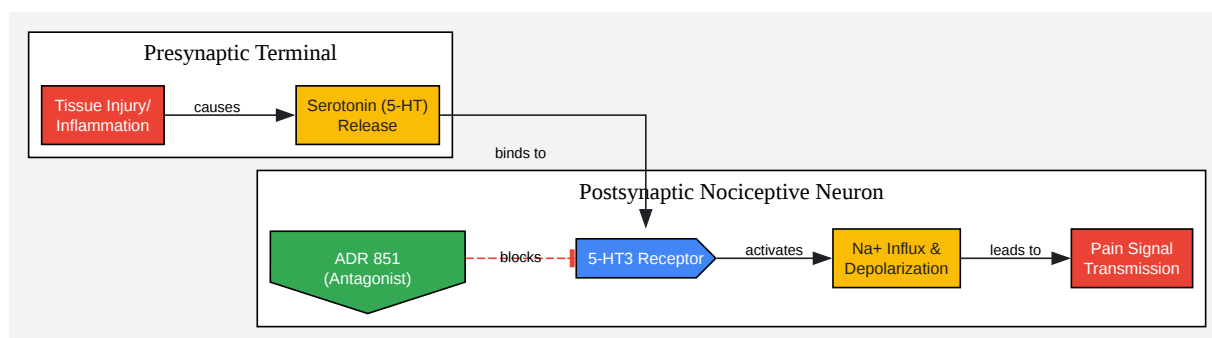 Presynaptic Terminal
Tissue Injury/
Inflammation
causes
Serotonin (5-HT)
Release
binds to
Postsynaptic Nociceptive Neuron
ADR 851
(Antagonist)
blocks
5-HT3 Receptor
activates
Na+ Influx &
Depolarization
leads to
Pain Signal
Transmission